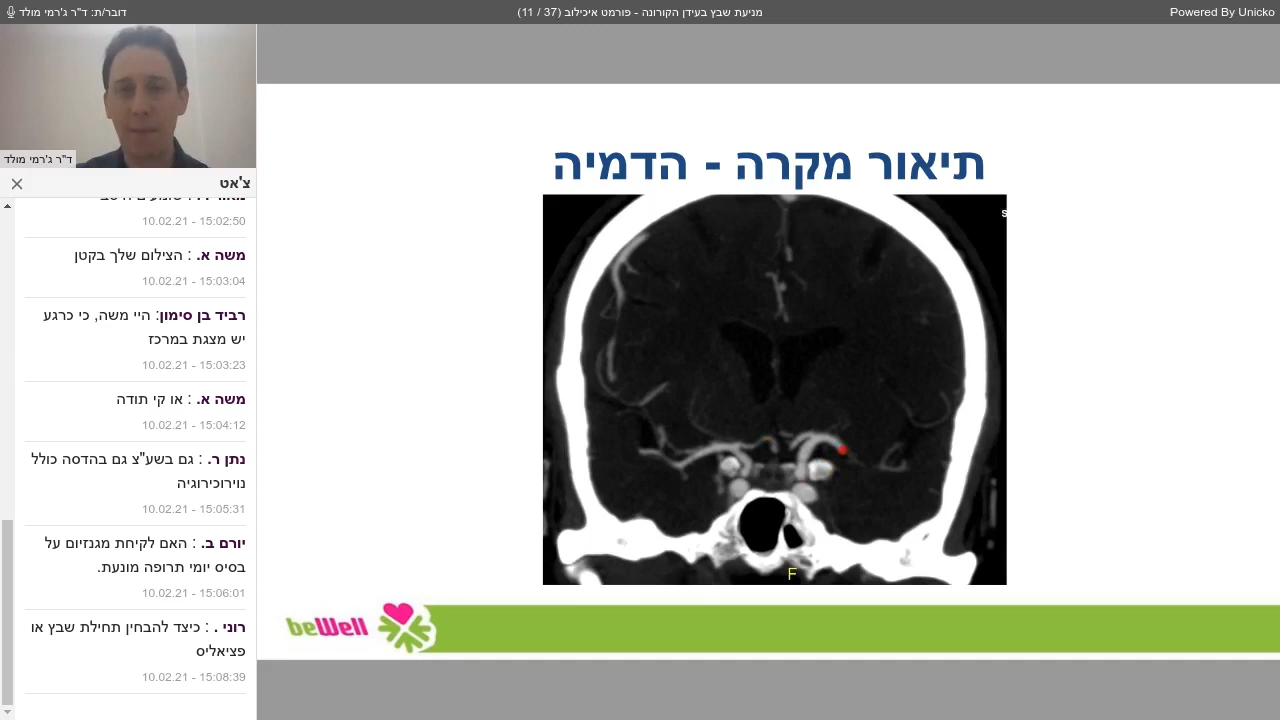 דובר/ת: ד"ר ג'רמי מולד
מניעת שבץ בעידן הקורונה - פורמט איכילוב (37 / 11)
Powered By Unicko
ד"ר ג'רמי מולד
צ'אט
10.02.21 - 15:02:50
משה א. : הצילום שלך בקטן
10.02.21 - 15:03:04
רביד בן סימון: היי משה, כי כרגע
יש מצגת במרכז
10.02.21 - 15:03:23
משה א. : או קי תודה
10.02.21 - 15:04:12
נתן ר. : גם בשע"צ גם בהדסה כולל
נוירוכירוגיה
10.02.21 - 15:05:31
יורם ב. : האם לקיחת מגנזיום על
בסיס יומי תרופה מונעת.
10.02.21 - 15:06:01
רוני . : כיצד להבחין תחילת שבץ או
פציאליס
10.02.21 - 15:08:39
תיאור מקרה - הדמיה
S
F
beWell